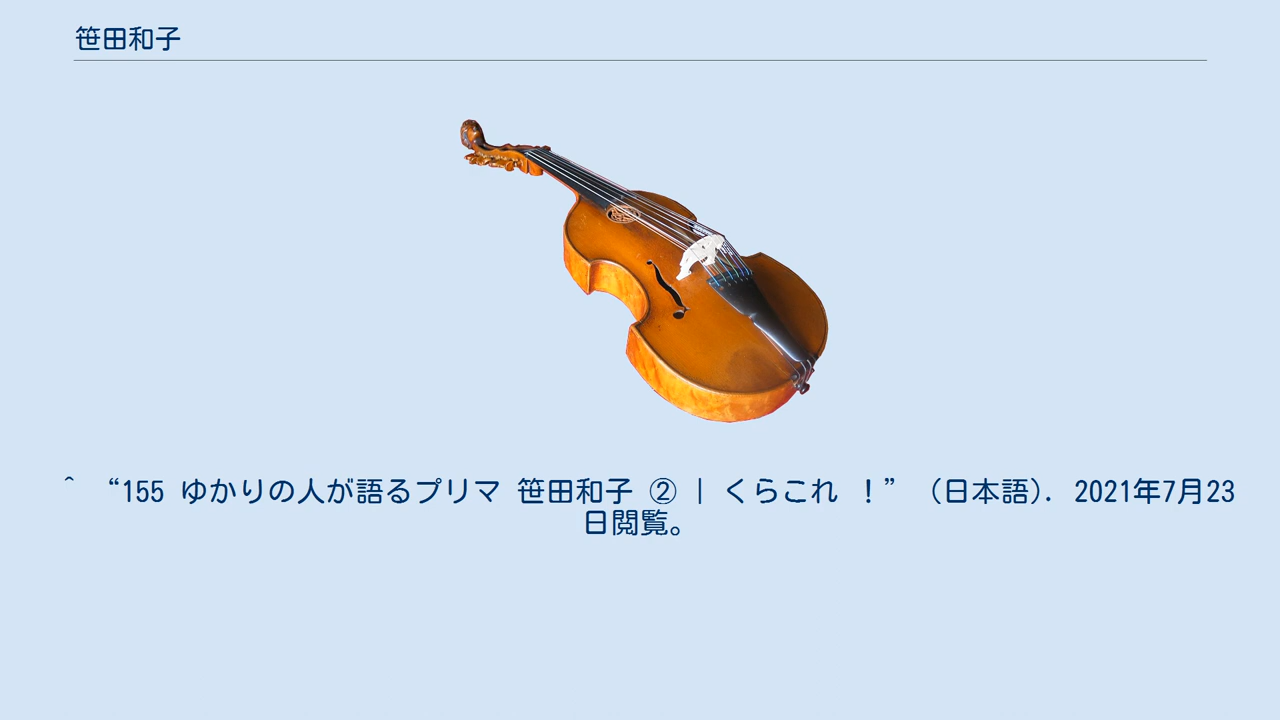 笹田和子
^ “155 ゆかりの人が語るプリマ 笹田和子 ② | くらこれ !” (日本語). 2021年7月23
日閲覧。